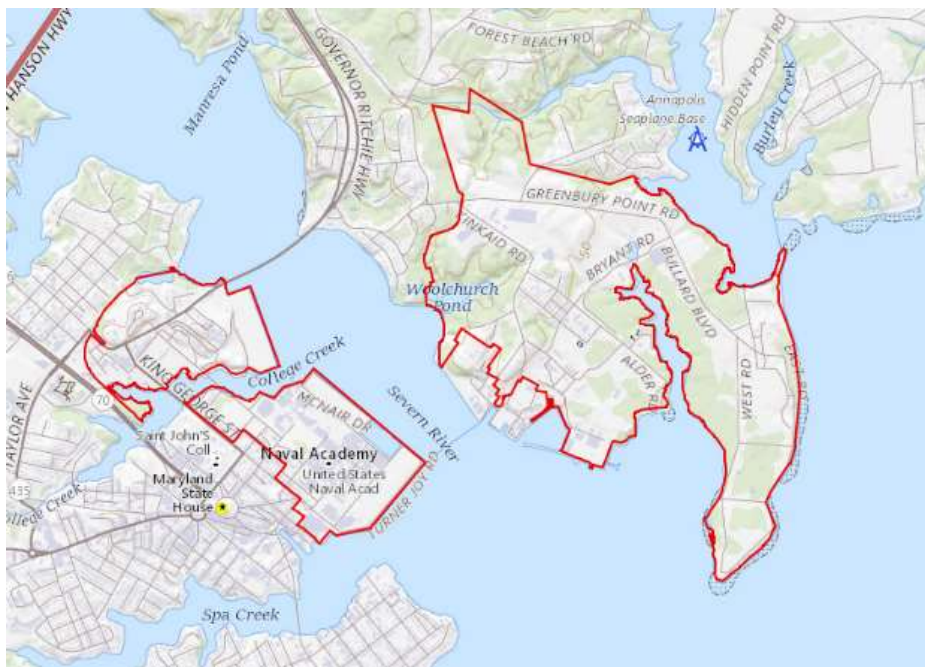 HANSON HWY
Manresa Pond
GOVERNOR RITCHIE HWY
FOREST BEACH RD
HIDDEN POINT RD
Burley Creek
Annapolis
Seaplane Base
GREENBURY POINT RD
KINKAID RD
BRYANT RD
BULLARD BLVD
50
Woolchurch
Pond
ALDER RD
WEST RD
EAST RD
College Creek
KING GEORGE ST
MCNAIR DR
Severn River
TAYLOR AVE
70
Saint John'S
Coll
Naval Academy
United States
Naval Acad
Maryland
State
House
TURNER JOY RD
435
College Creek
Spa Creek